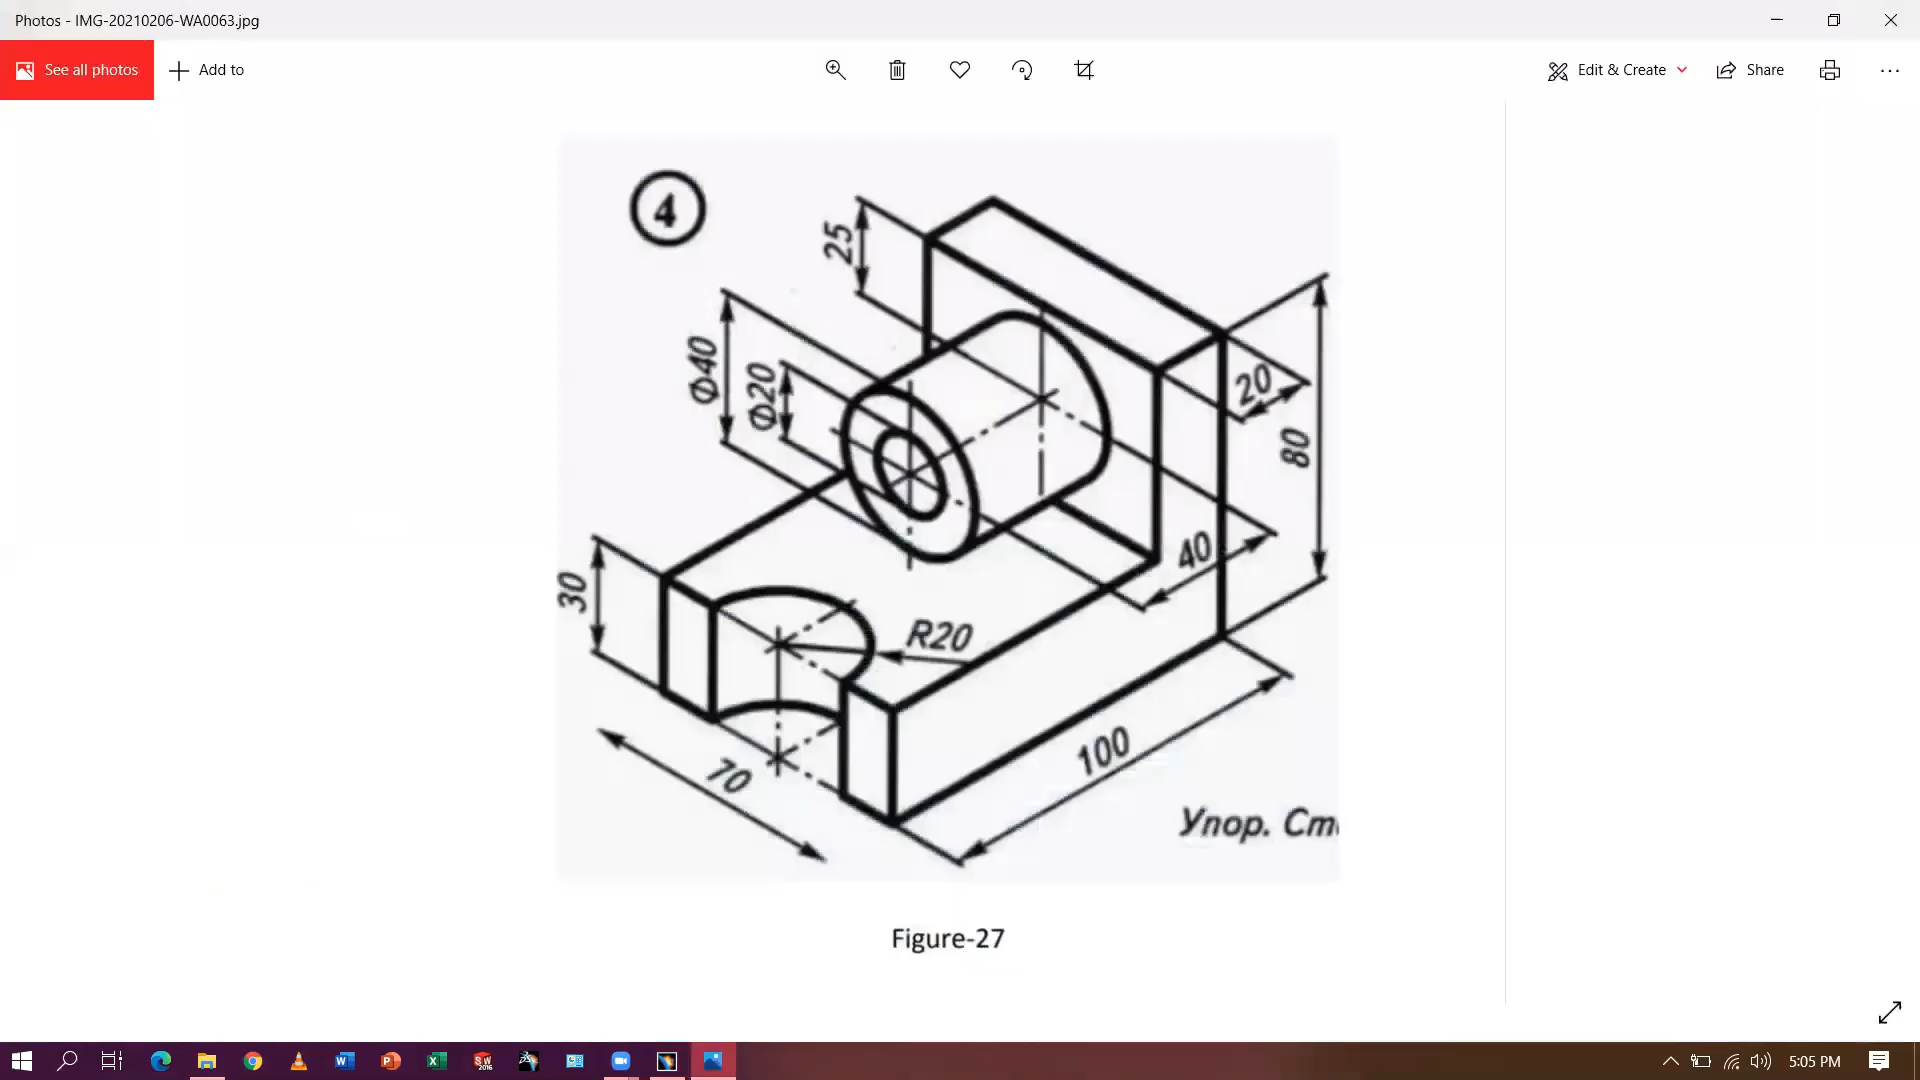 Photos - IMG-20210206-WA0063.jpg
See all photos
Add to
Edit & Create
Share
4
25
Φ40
Φ20
20
80
40
30
R20
70
100
Упор.
Figure-27
5:05 PM